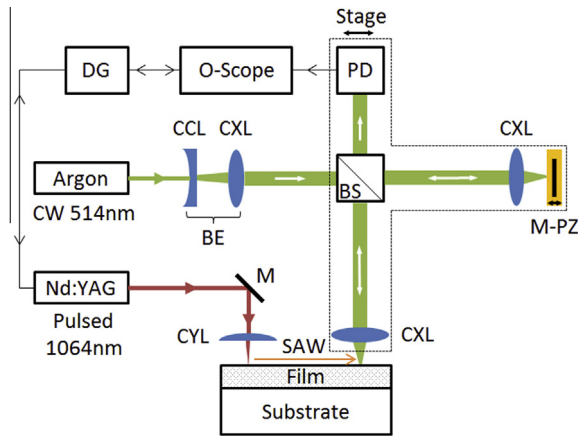 Stage
DG
O-Scope
PD
CCL
CXL
CXL
Argon
BS
CW 514nm
BE
M-PZ
Nd:YAG
M
Pulsed
1064nm
CYL
SAW
CXL
Film
Substrate